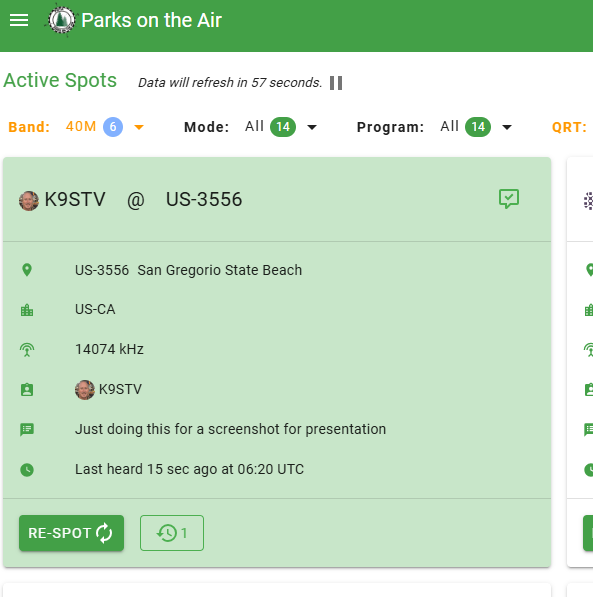 Parks on the Air
Active Spots Data will refresh in 57 seconds.
Band: 40M 6 Mode: All 14 Program: All 14 QRT:
K9STV @ US-3556
US-3556 San Gregorio State Beach
US-CA
14074 kHz
K9STV
Just doing this for a screenshot for presentation
Last heard 15 sec ago at 06:20 UTC
RE-SPOT 1